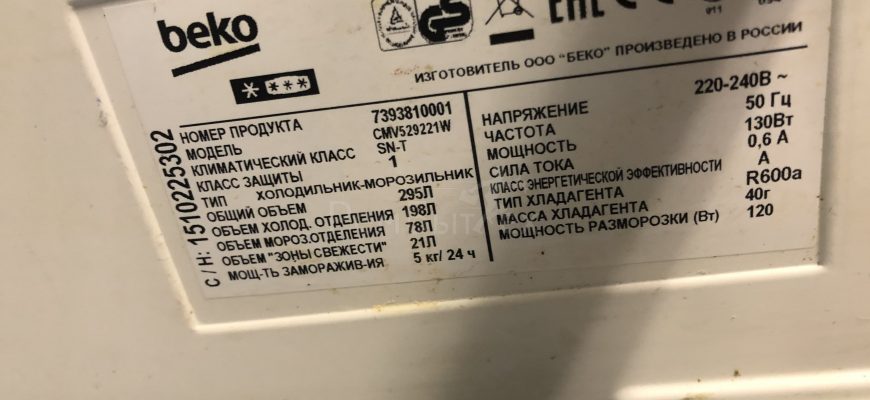 beko
EAC
011
ИЗГОТОВИТЕЛЬ ООО "БЕКО" ПРОИЗВЕДЕНО В РОССИИ
С / Н: 1510225302
НОМЕР ПРОДУКТА 7393810001
МОДЕЛЬ CMV529221W
КЛИМАТИЧЕСКИЙ КЛАСС SN-T
КЛАСС ЗАЩИТЫ 1
ТИП ХОЛОДИЛЬНИК-МОРОЗИЛЬНИК
ОБЩИЙ ОБЪЕМ 295Л
ОБЪЕМ ХОЛОД. ОТДЕЛЕНИЯ 198Л
ОБЪЕМ МОРОЗ.ОТДЕЛЕНИЯ 78Л
ОБЪЕМ "ЗОНЫ СВЕЖЕСТИ" 21Л
МОЩ-ТЬ ЗАМОРАЖИВ-ИЯ 5 кг/ 24 ч
НАПРЯЖЕНИЕ 220-240В ~
ЧАСТОТА 50 Гц
МОЩНОСТЬ 130Вт
СИЛА ТОКА 0,6 А
КЛАСС ЭНЕРГЕТИЧЕСКОЙ ЭФФЕКТИВНОСТИ А
ТИП ХЛАДАГЕНТА R600a
МАССА ХЛАДАГЕНТА 40г
МОЩНОСТЬ РАЗМОРОЗКИ (Вт) 120